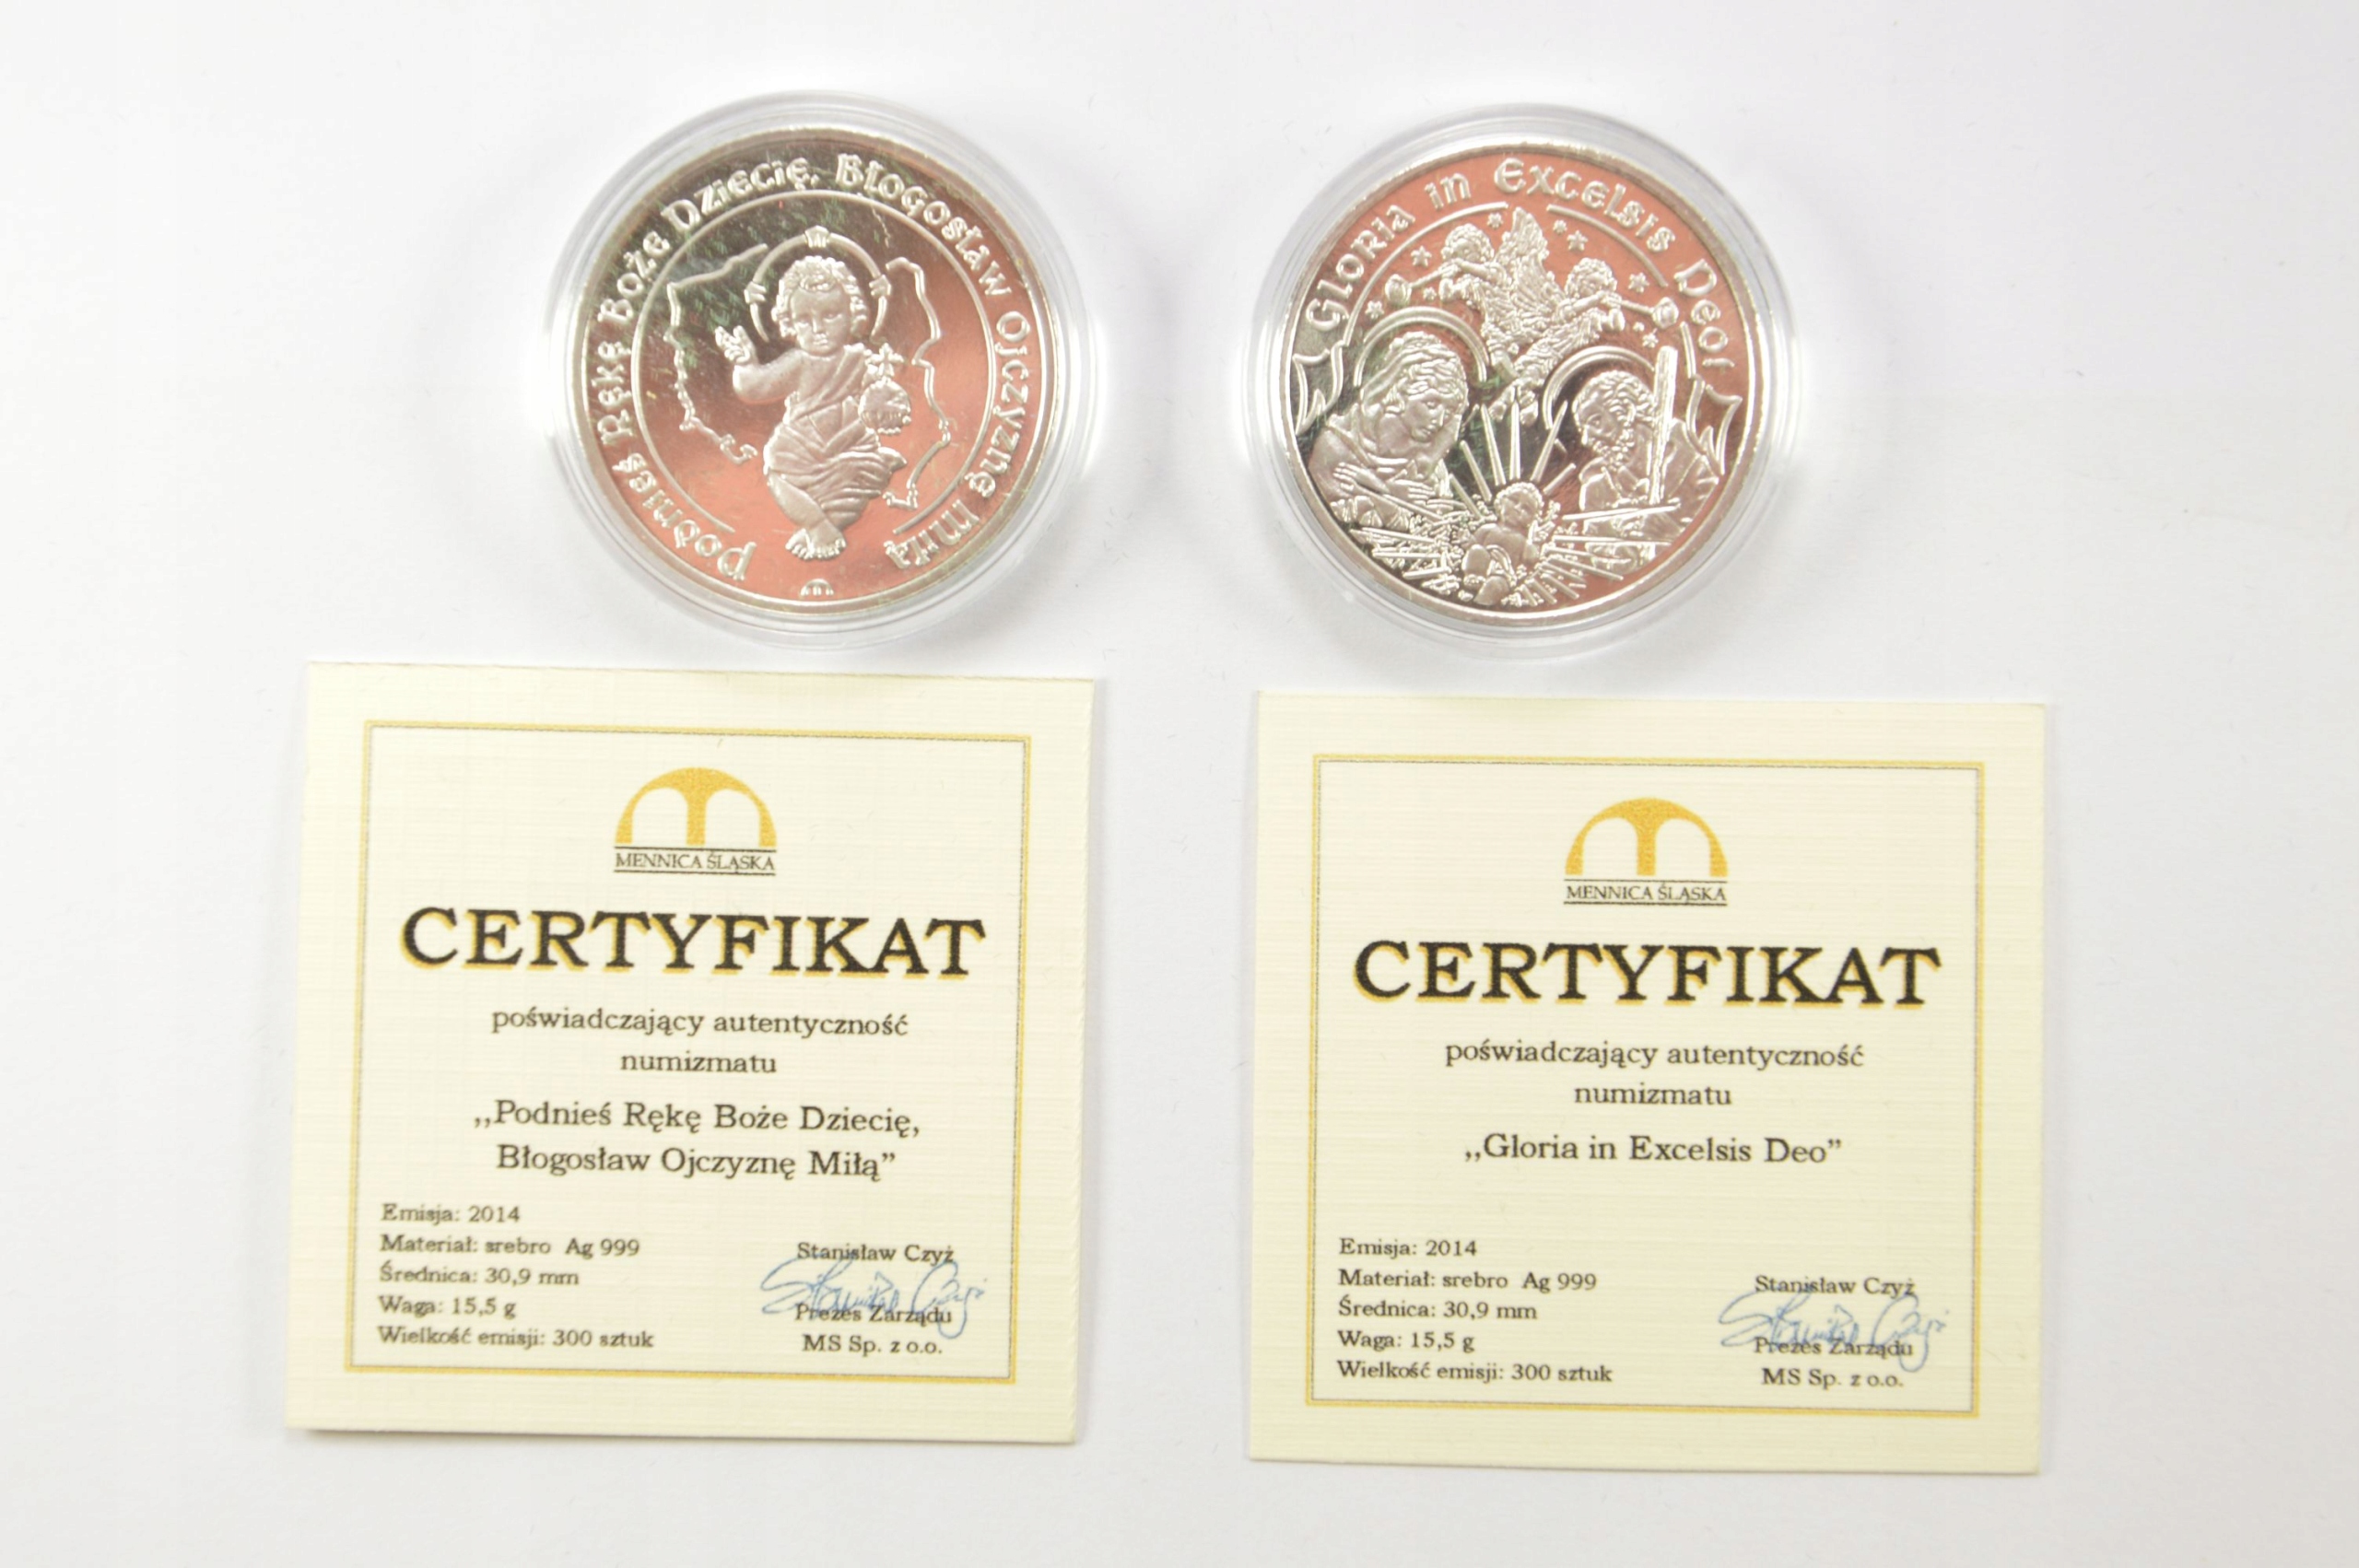 Podnieś Rękę Boże Dziecię, Błogosław Ojczyznę Miłą
Gloria in Excelsis Deo!
MENNICA ŚLĄSKA
CERTYFIKAT
poświadczający autentyczność
numizmatu
,,Podnieś Rękę Boże Dziecię,
Błogosław Ojczyznę Miłą”
Emisja: 2014
Materiał: srebro Ag 999
Średnica: 30,9 mm
Waga: 15,5 g
Wielkość emisji: 300 sztuk
Stanisław Czyż
Prezes Zarządu
MS Sp. z o.o.
MENNICA ŚLĄSKA
CERTYFIKAT
poświadczający autentyczność
numizmatu
,,Gloria in Excelsis Deo”
Emisja: 2014
Materiał: srebro Ag 999
Średnica: 30,9 mm
Waga: 15,5 g
Wielkość emisji: 300 sztuk
Stanisław Czyż
Prezes Zarządu
MS Sp. z o.o.